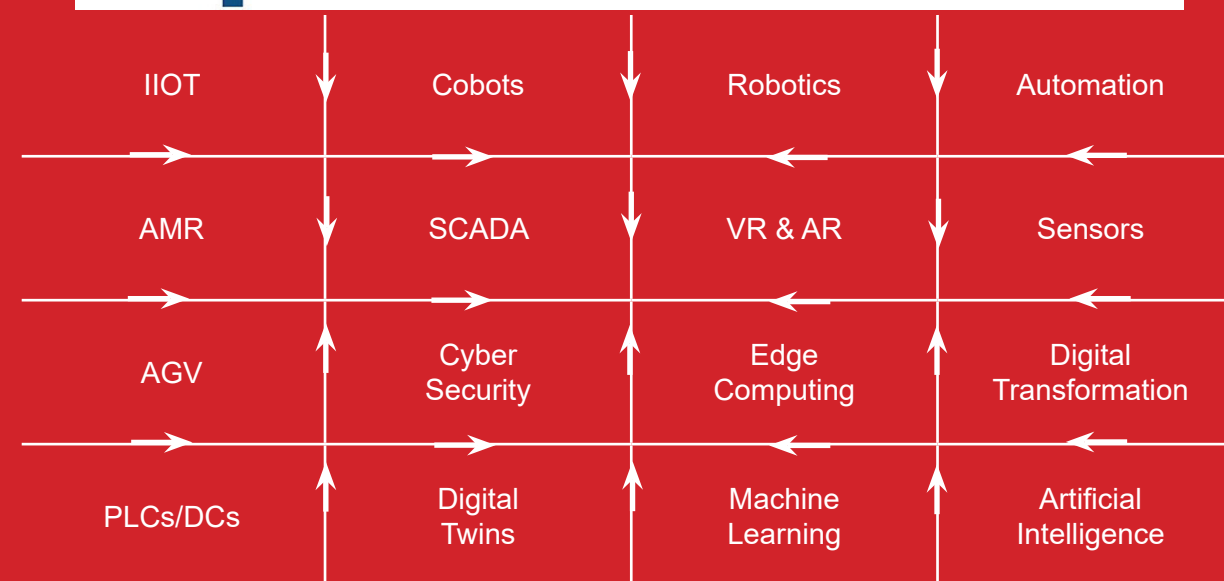 IIOT
Cobots
Robotics
Automation
AMR
SCADA
VR & AR
Sensors
AGV
Cyber
Security
Edge
Computing
Digital
Transformation
PLCs/DCs
Digital
Twins
Machine
Learning
Artificial
Intelligence